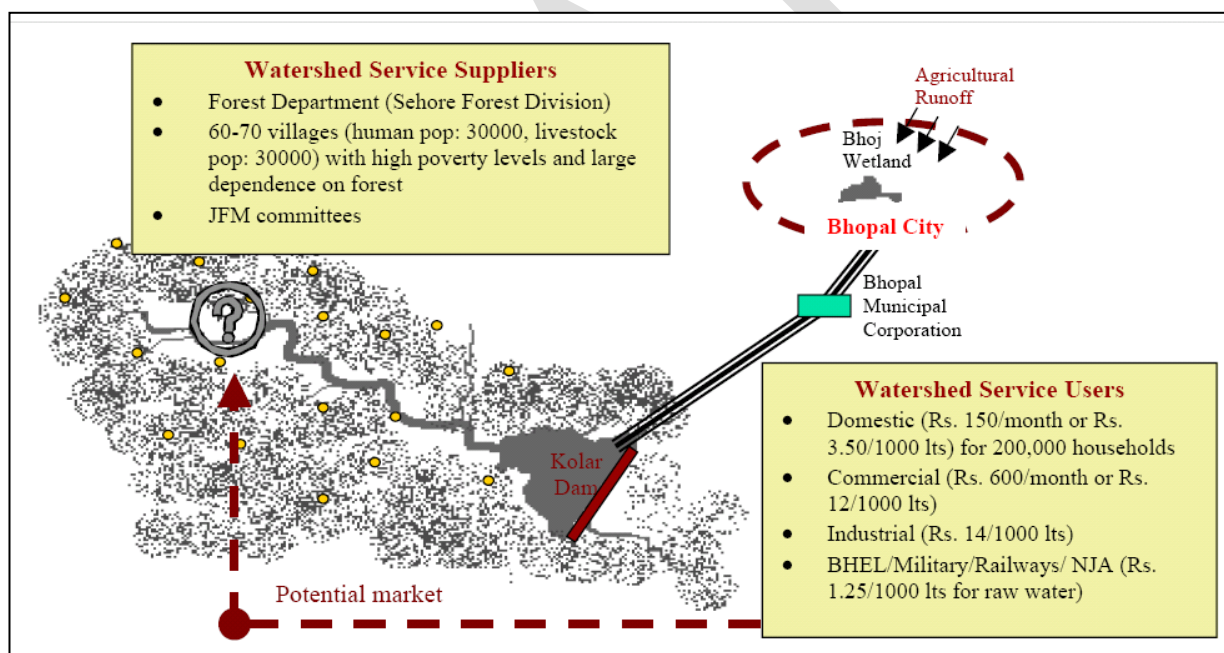 Watershed Service Suppliers
• Forest Department (Sehore Forest Division)
• 60-70 villages (human pop: 30000, livestock
pop: 30000) with high poverty levels and large
dependence on forest
• JFM committees
Agricultural
Runoff
Bhoj
Wetland
Bhopal City
Bhopal
Municipal
Corporation
?
Kolar
Dam
Watershed Service Users
• Domestic (Rs. 150/month or Rs.
3.50/1000 lts) for 200,000 households
• Commercial (Rs. 600/month or Rs.
12/1000 lts)
• Industrial (Rs. 14/1000 lts)
• BHEL/Military/Railways/ NJA (Rs.
1.25/1000 lts for raw water)
Potential market